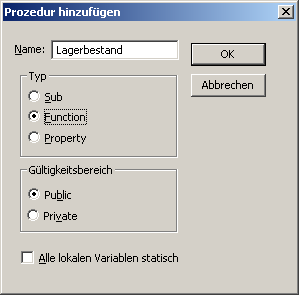 Prozedur hinzufügen
Name: Lagerbestand
OK
Abbrechen
Typ
Sub
Function
Property
Gültigkeitsbereich
Public
Private
Alle lokalen Variablen statisch